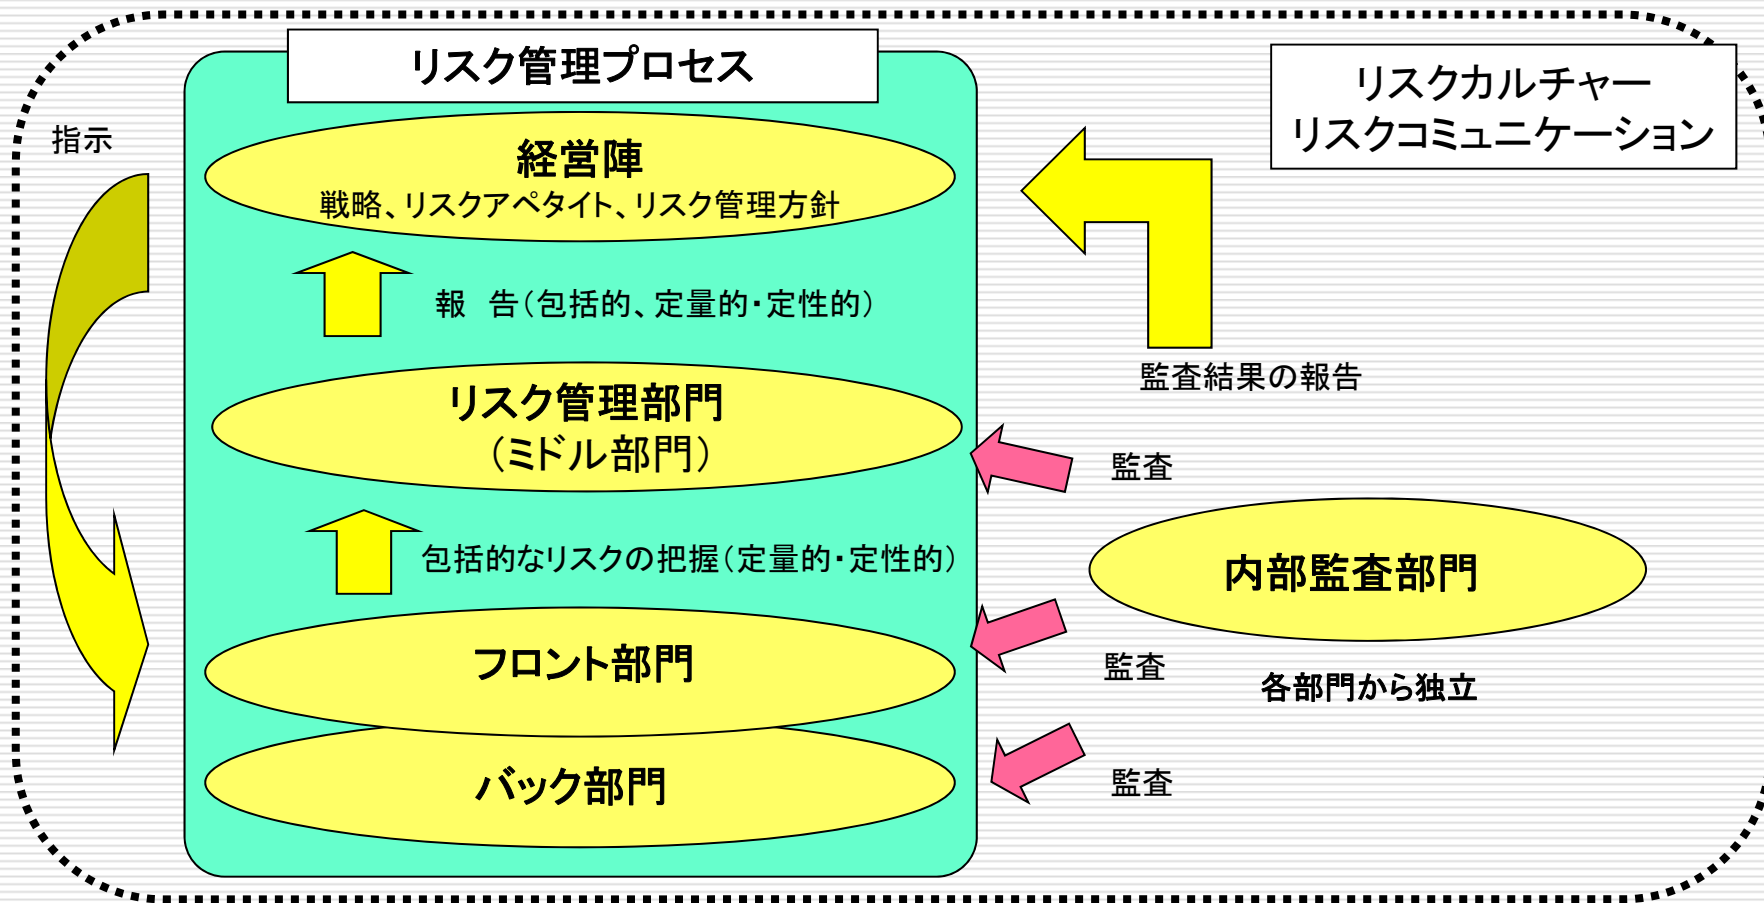 リスク管理プロセス
リスクカルチャー
リスクコミュニケーション
指示
経営陣
戦略、リスクアペタイト、リスク管理方針
報　告（包括的、定量的・定性的）
監査結果の報告
リスク管理部門
（ミドル部門）
監査
包括的なリスクの把握（定量的・定性的）
内部監査部門
フロント部門
監査
各部門から独立
バック部門
監査